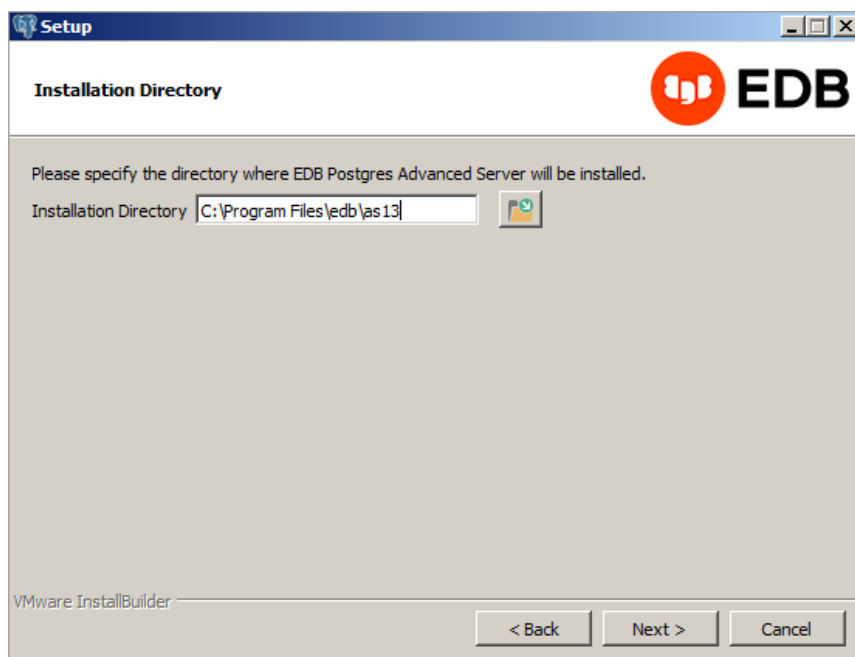 Setup
Installation Directory
EDB
Please specify the directory where EDB Postgres Advanced Server will be installed.
Installation Directory C:\Program Files\edb\as13
VMware InstallBuilder
< Back Next > Cancel